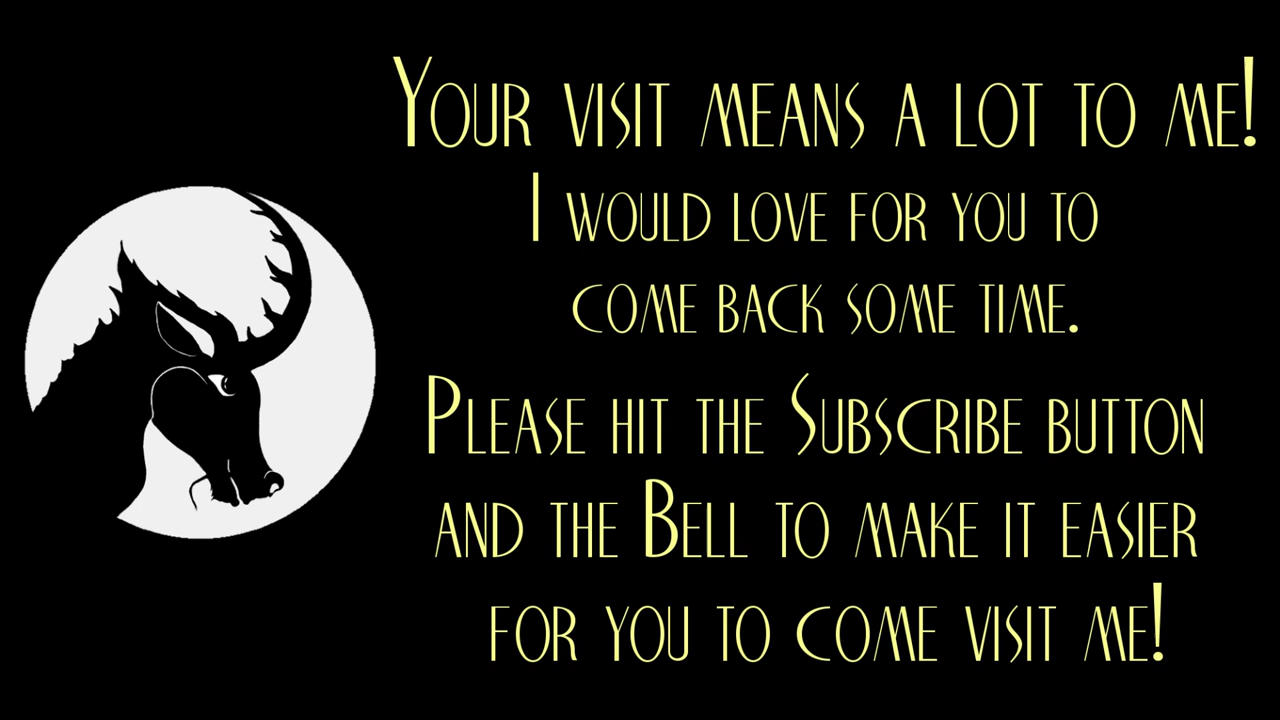 Your visit means a lot to me!
I would love for you to
come back some time.
Please hit the Subscribe button
and the Bell to make it easier
for you to come visit me!